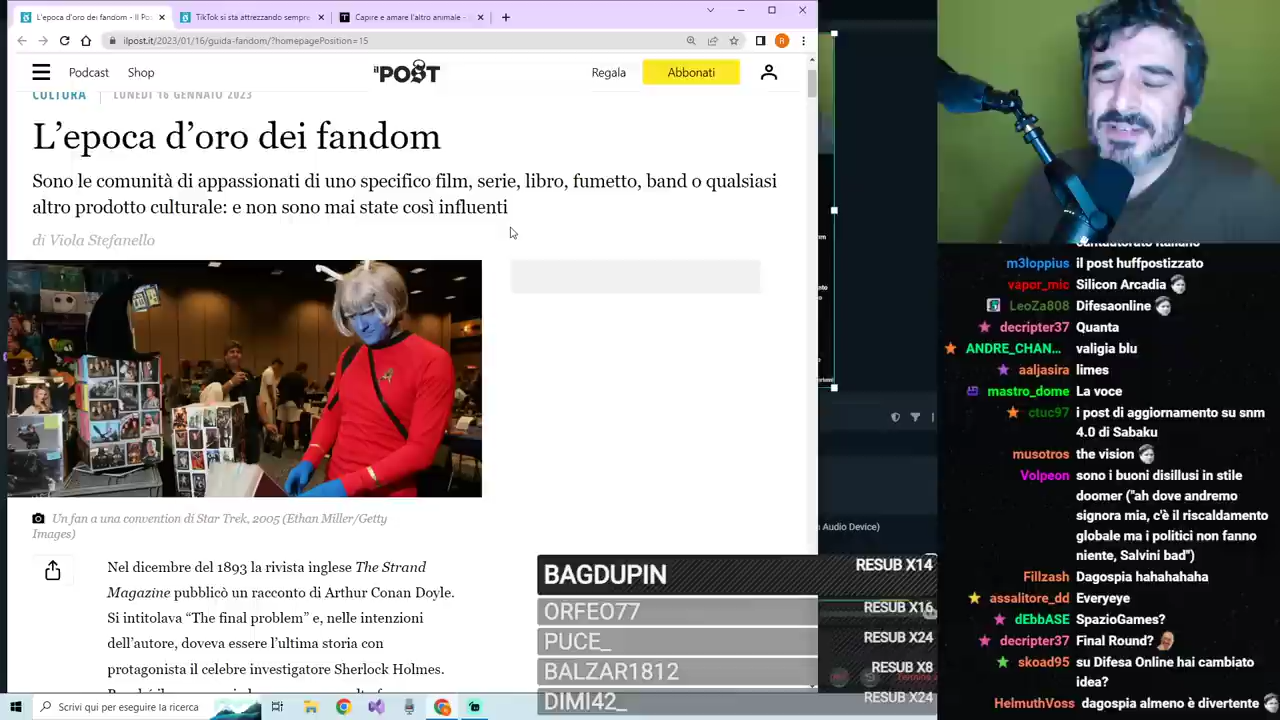 L'epoca d'oro dei fandom - Il Pos
TikTok si sta attrezzando sempre
Capire e amare l'altro animale -
ilpost.it/2023/01/16/guida-fandom/?homepagePosition=15
Podcast Shop
IL POST
Regala
Abbonati
CULTURA | LUNEDÌ 16 GENNAIO 2023
L'epoca d'oro dei fandom
Sono le comunità di appassionati di uno specifico film, serie, libro, fumetto, band o qualsiasi
altro prodotto culturale: e non sono mai state così influenti
di Viola Stefanello
Un fan a una convention di Star Trek, 2005 (Ethan Miller/Getty
Images)
Nel dicembre del 1893 la rivista inglese The Strand
Magazine pubblicò un racconto di Arthur Conan Doyle.
Si intitolava “The final problem” e, nelle intenzioni
dell'autore, doveva essere l'ultima storia con
protagonista il celebre investigatore Sherlock Holmes.
Audio Device)
BAGDUPIN RESUB X14
ORFEO77 RESUB X16
PUCE_ RESUB X24
BALZAR1812 RESUB X8
DIMI42_ RESUB X24
Scrivi qui per eseguire la ricerca
cantautorato italiano
m3loppius il post huffpostizzato
vapor_mic Silicon Arcadia
LeoZa808 Difesaonline
decripter37 Quanta
ANDRE_CHAN... valigia blu
aaljasira limes
mastro_dome La voce
ctuc97 i post di aggiornamento su snm
4.0 di Sabaku
musotros the vision
Volpeon sono i buoni disillusi in stile
doomer ("ah dove andremo
signora mia, c'è il riscaldamento
globale ma i politici non fanno
niente, Salvini bad")
Fillzash Dagospia hahahahaha
assalitore_dd Everyeye
dEbbASE SpazioGames?
decripter37 Final Round?
skoad95 su Difesa Online hai cambiato
idea?
HelmuthVoss dagospia almeno è divertente